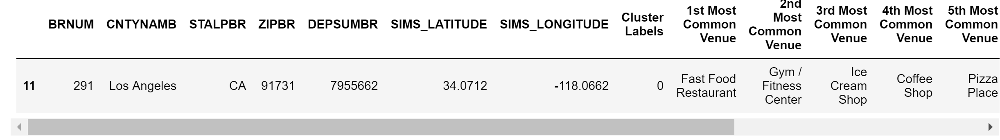 BRNUM CNTYNAMB STALPBR ZIPBR DEPSUMBR SIMS_LATITUDE SIMS_LONGITUDE
Cluster
Labels
1st Most
Common
Venue
2nd
Most
Common
Venue
3rd Most
Common
Venue
4th Most
Common
Venue
5th Most
Common
Venue
11 291 Los Angeles CA 91731 7955662 34.0712 -118.0662 0
Fast Food
Restaurant
Gym /
Fitness
Center
Ice
Cream
Shop
Coffee
Shop
Pizza
Place